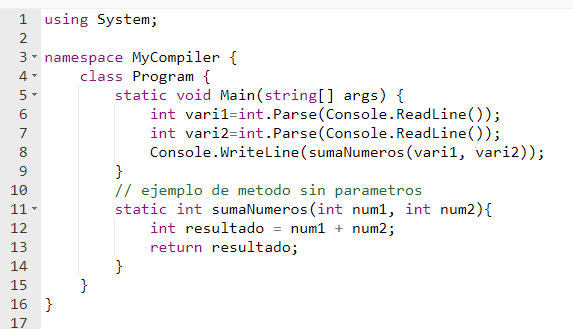 1 using System;
2
3 namespace MyCompiler {
4     class Program {
5         static void Main(string[] args) {
6             int vari1=int.Parse(Console.ReadLine());
7             int vari2=int.Parse(Console.ReadLine());
8             Console.WriteLine(sumaNumeros(vari1, vari2));
9         }
10         // ejemplo de metodo sin parametros
11         static int sumaNumeros(int num1, int num2){
12             int resultado = num1 + num2;
13             return resultado;
14         }
15     }
16 }
17